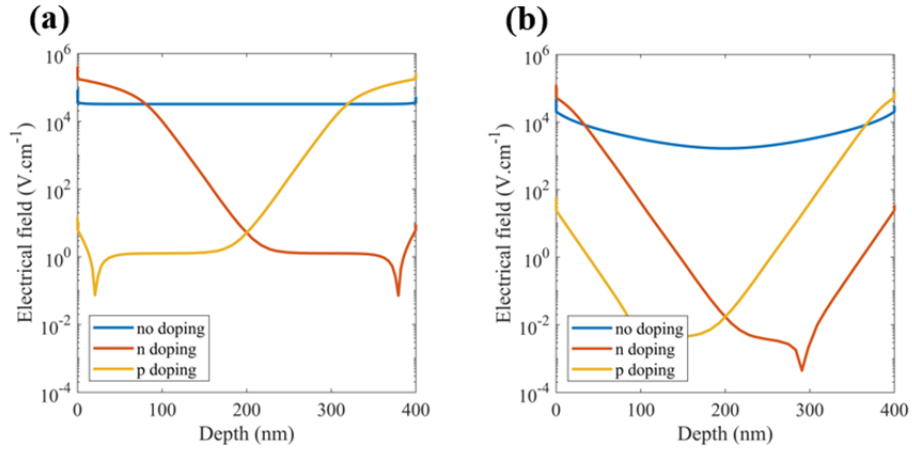 (a)
10^6
10^4
10^2
10^0
10^-2
10^-4
Electrical field (V.cm^-1)
no doping
n doping
p doping
0
100
200
300
400
Depth (nm)
(b)
10^6
10^4
10^2
10^0
10^-2
10^-4
Electrical field (V.cm^-1)
no doping
n doping
p doping
0
100
200
300
400
Depth (nm)